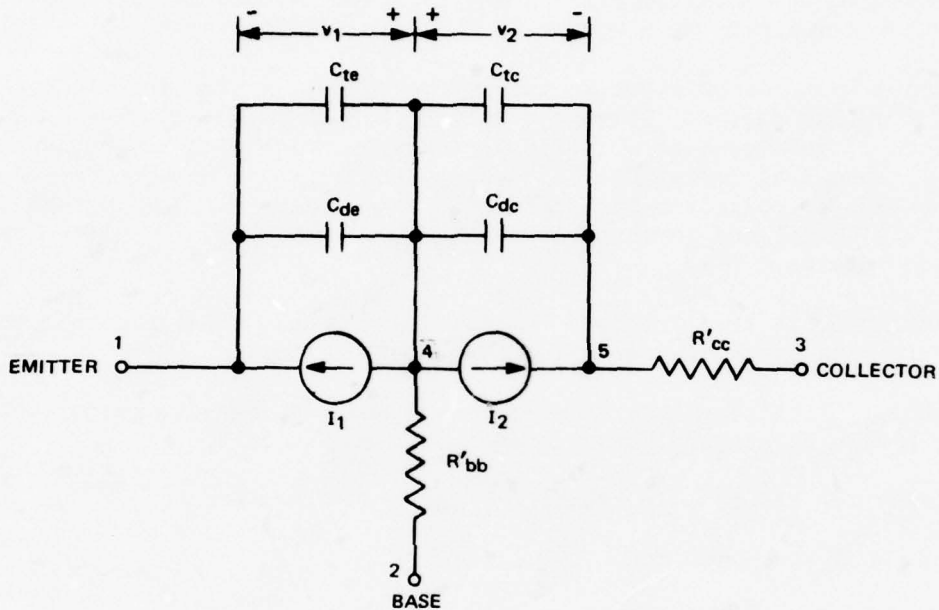 - + + -
v1 v2
Cte Ctc
Cde Cdc
1 4 5 R'cc 3
EMITTER COLLECTOR
I1 I2
R'bb
2
BASE